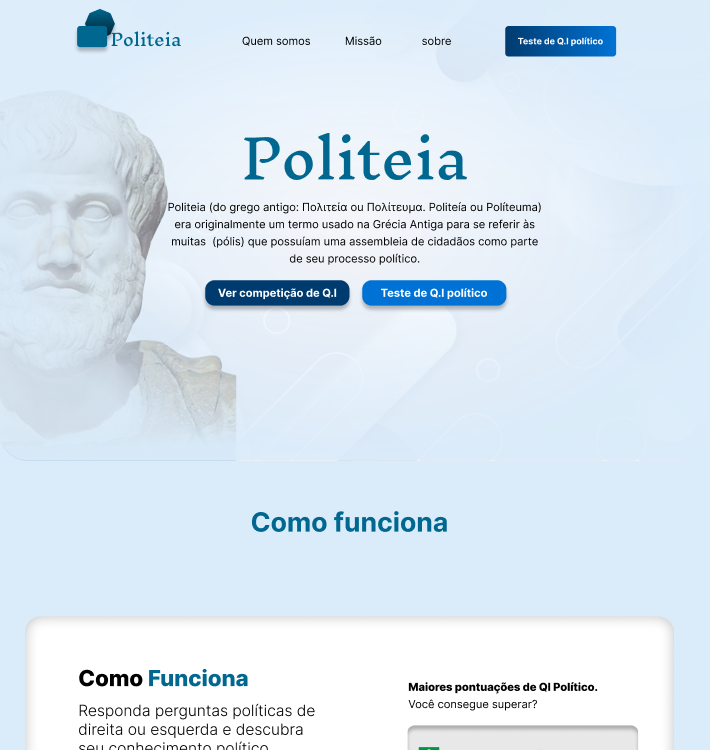 Politeia
Quem somos
Missão
sobre
Teste de Q.I político
Politeia
Politeia (do grego antigo: Πολιτεία ou Πολίτευμα. Politeía ou Políteuma)
era originalmente um termo usado na Grécia Antiga para se referir às
muitas (pólis) que possuíam uma assembleia de cidadãos como parte
de seu processo político.
Ver competição de Q.I
Teste de Q.I político
Como funciona
Como Funciona
Responda perguntas políticas de
direita ou esquerda e descubra
seu conhecimento político
Maiores pontuações de QI Político.
Você consegue superar?